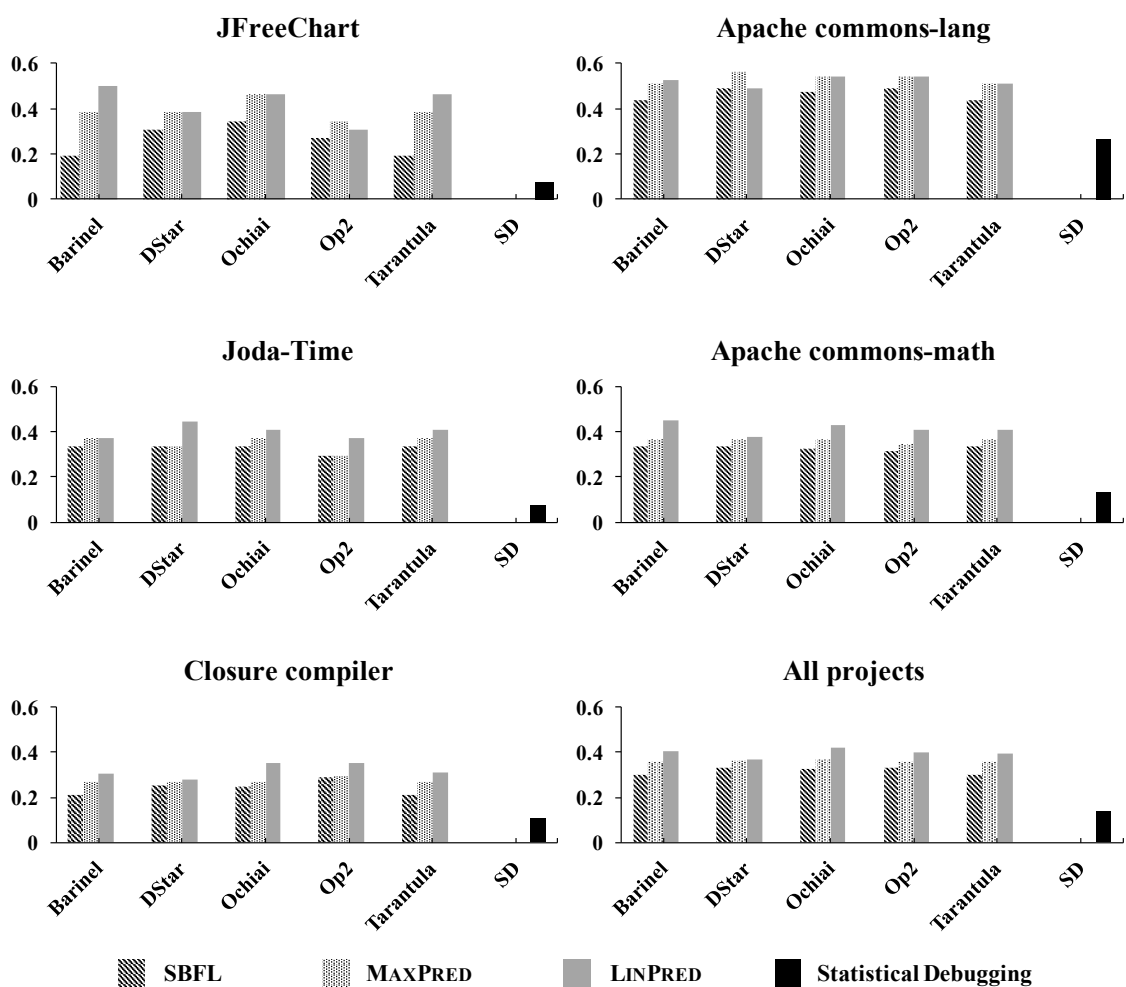 JFreeChart
0.6
0.4
0.2
0
Barinel
DStar
Ochiai
Op2
Tarantula
SD
Apache commons-lang
0.6
0.4
0.2
0
Barinel
DStar
Ochiai
Op2
Tarantula
SD
Joda-Time
0.6
0.4
0.2
0
Barinel
DStar
Ochiai
Op2
Tarantula
SD
Apache commons-math
0.6
0.4
0.2
0
Barinel
DStar
Ochiai
Op2
Tarantula
SD
Closure compiler
0.6
0.4
0.2
0
Barinel
DStar
Ochiai
Op2
Tarantula
SD
All projects
0.6
0.4
0.2
0
Barinel
DStar
Ochiai
Op2
Tarantula
SD
SBFL MAXPRED LINPRED Statistical Debugging